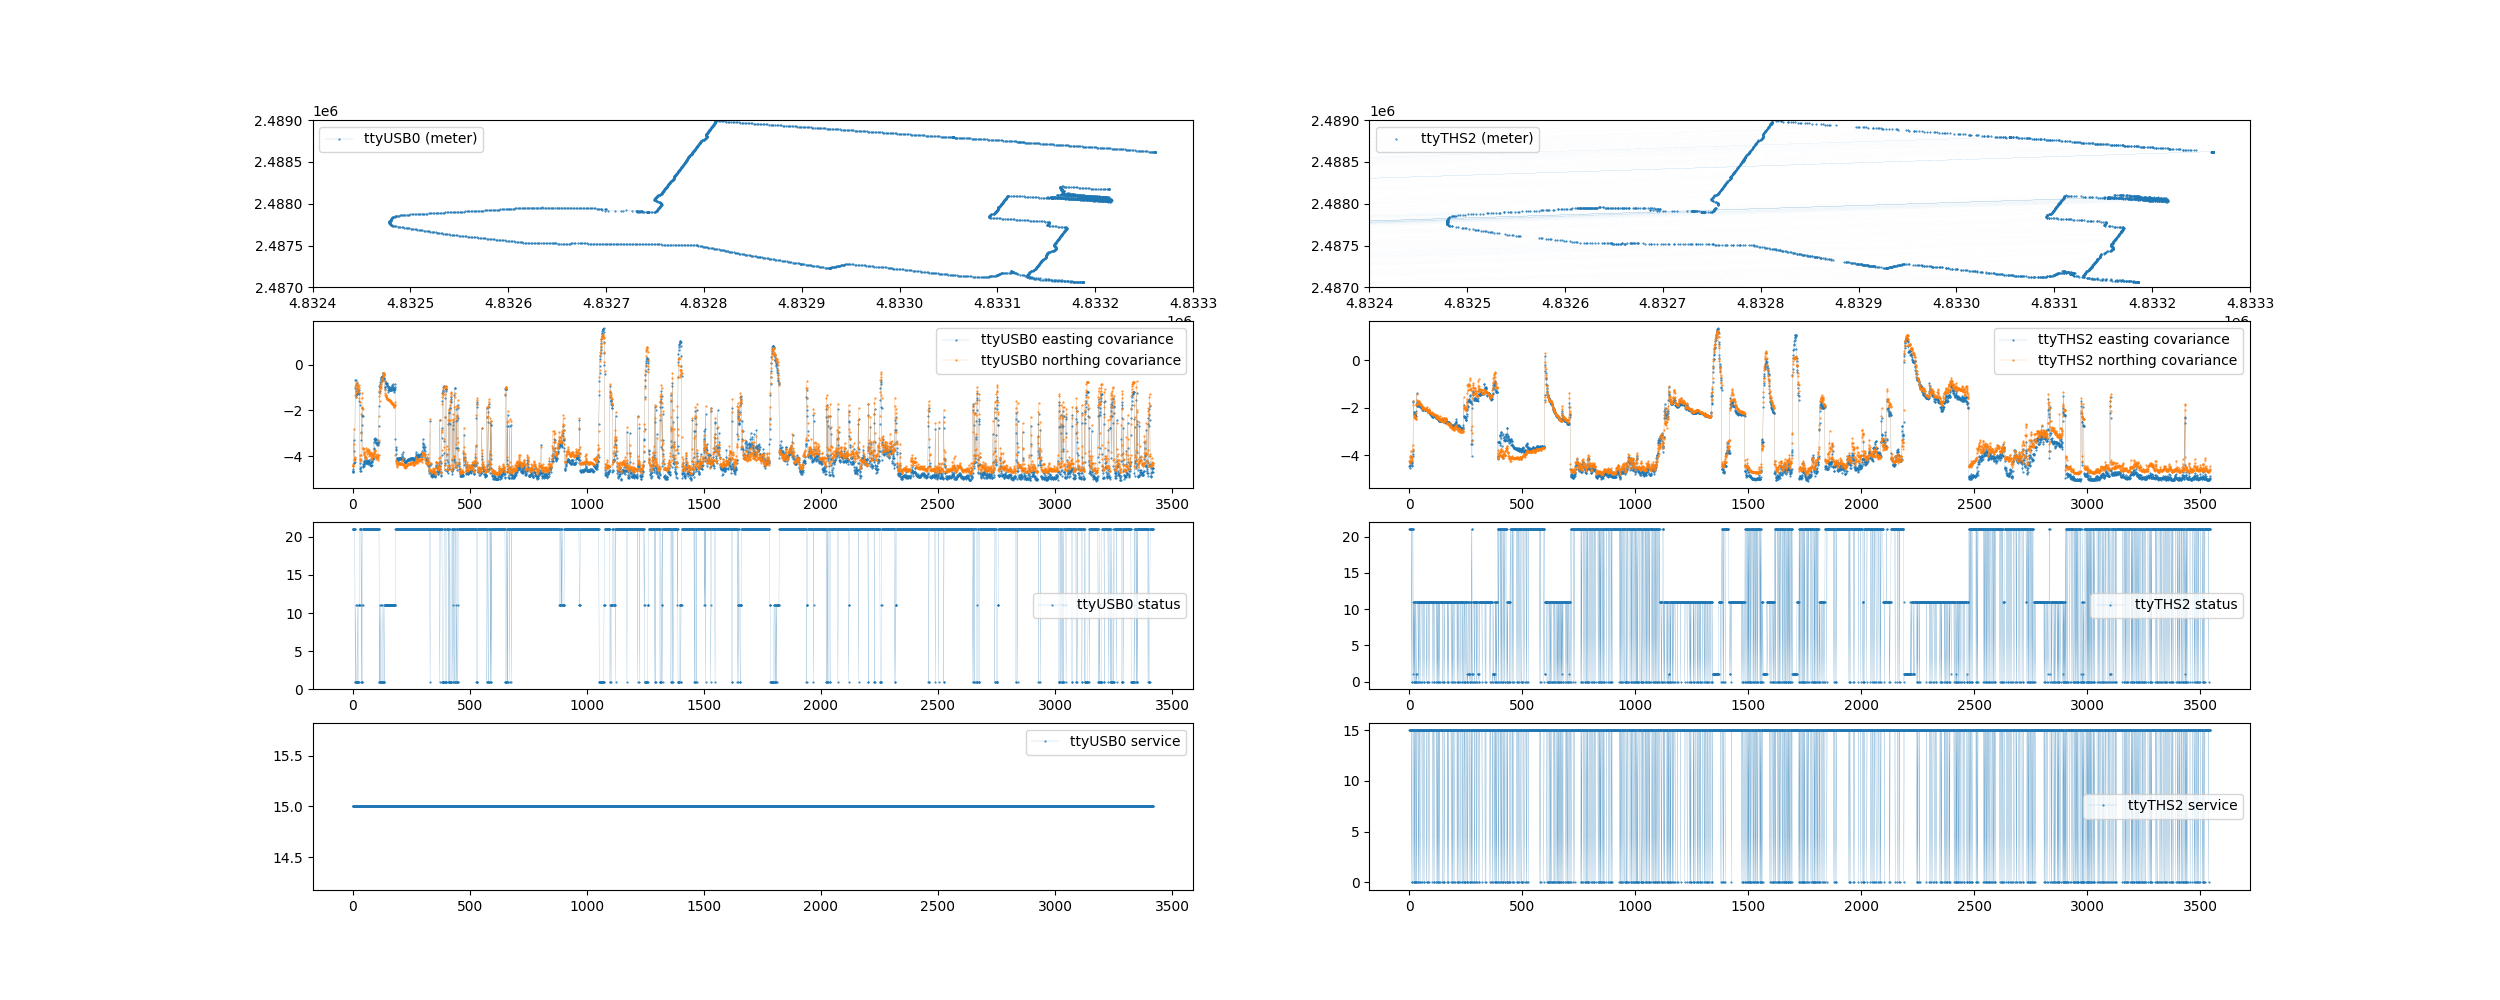 1e6
2.4890
2.4885
2.4880
2.4875
2.4870
ttyUSB0 (meter)
4.8324 4.8325 4.8326 4.8327 4.8328 4.8329 4.8330 4.8331 4.8332 4.8333
1e6
2.4890
2.4885
2.4880
2.4875
2.4870
ttyTHS2 (meter)
4.8324 4.8325 4.8326 4.8327 4.8328 4.8329 4.8330 4.8331 4.8332 4.8333
0
−2
−4
ttyUSB0 easting covariance
ttyUSB0 northing covariance
0 500 1000 1500 2000 2500 3000 3500
0
−2
−4
ttyTHS2 easting covariance
ttyTHS2 northing covariance
0 500 1000 1500 2000 2500 3000 3500
20
15
10
5
0
ttyUSB0 status
0 500 1000 1500 2000 2500 3000 3500
20
15
10
5
0
ttyTHS2 status
0 500 1000 1500 2000 2500 3000 3500
15.5
15.0
14.5
ttyUSB0 service
0 500 1000 1500 2000 2500 3000 3500
15
10
5
0
ttyTHS2 service
0 500 1000 1500 2000 2500 3000 3500